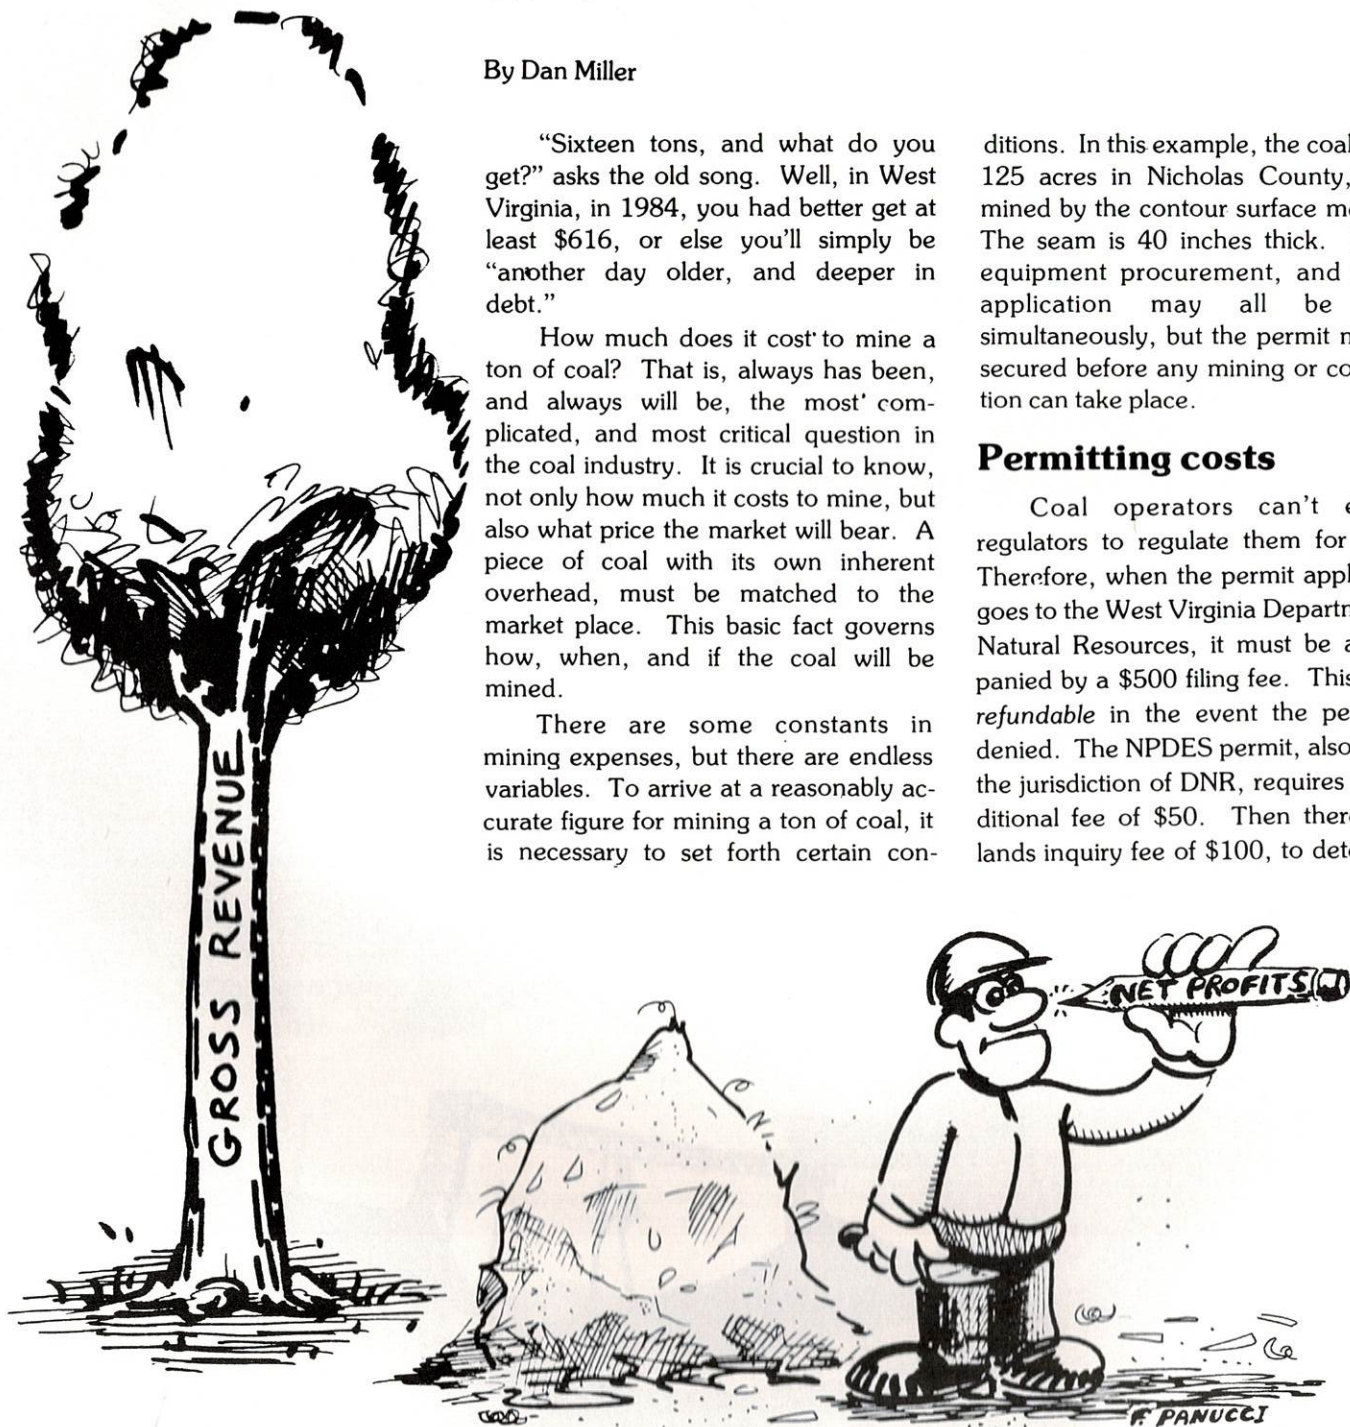 By Dan Miller
“Sixteen tons, and what do you
get?” asks the old song. Well, in West
Virginia, in 1984, you had better get at
least $616, or else you’ll simply be
“another day older, and deeper in
debt.”
How much does it cost to mine a
ton of coal? That is, always has been,
and always will be, the most com-
plicated, and most critical question in
the coal industry. It is crucial to know,
not only how much it costs to mine, but
also what price the market will bear. A
piece of coal with its own inherent
overhead, must be matched to the
market place. This basic fact governs
how, when, and if the coal will be
mined.
There are some constants in
mining expenses, but there are endless
variables. To arrive at a reasonably ac-
curate figure for mining a ton of coal, it
is necessary to set forth certain con-
ditions. In this example, the coal
125 acres in Nicholas County,
mined by the contour surface
The seam is 40 inches thick.
equipment procurement, and
application may all be
simultaneously, but the permit
secured before any mining or
tion can take place.
Permitting costs
Coal operators can’t
regulators to regulate them for
Therefore, when the permit
goes to the West Virginia
Natural Resources, it must be
panied by a $500 filing fee. This
refundable in the event the
denied. The NPDES permit, also
the jurisdiction of DNR, requires
ditional fee of $50. Then
lands inquiry fee of $100, to
GROSS REVENUE
NET PROFITS
F. PANUCCI